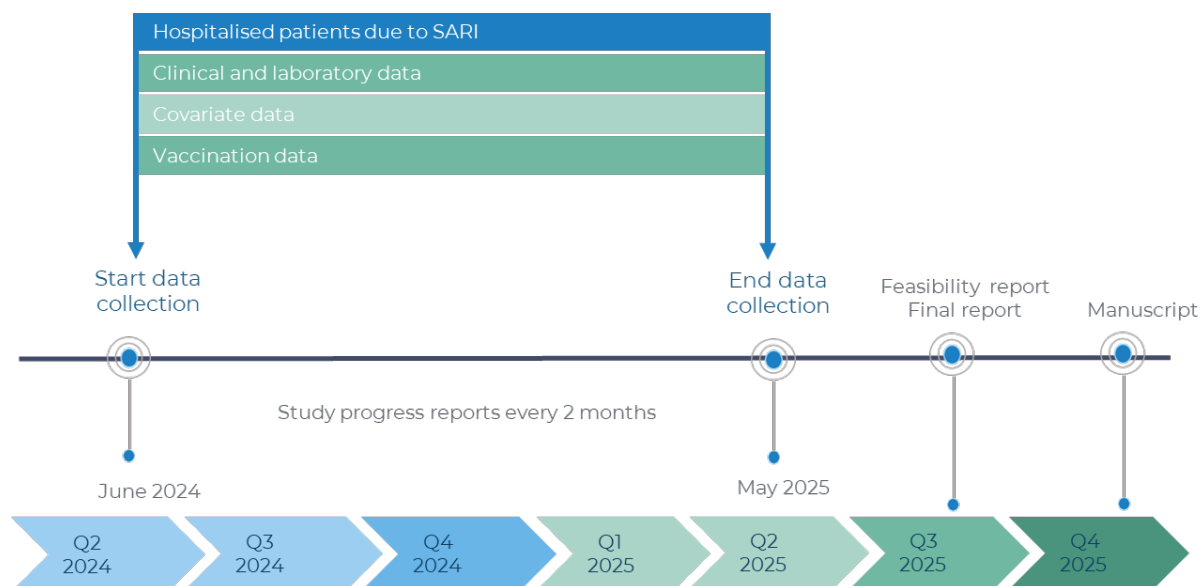 Hospitalised patients due to SARI
Clinical and laboratory data
Covariate data
Vaccination data
Start data
collection
End data
collection
Feasibility report
Final report
Manuscript
Study progress reports every 2 months
June 2024
May 2025
Q2
2024
Q3
2024
Q4
2024
Q1
2025
Q2
2025
Q3
2025
Q4
2025